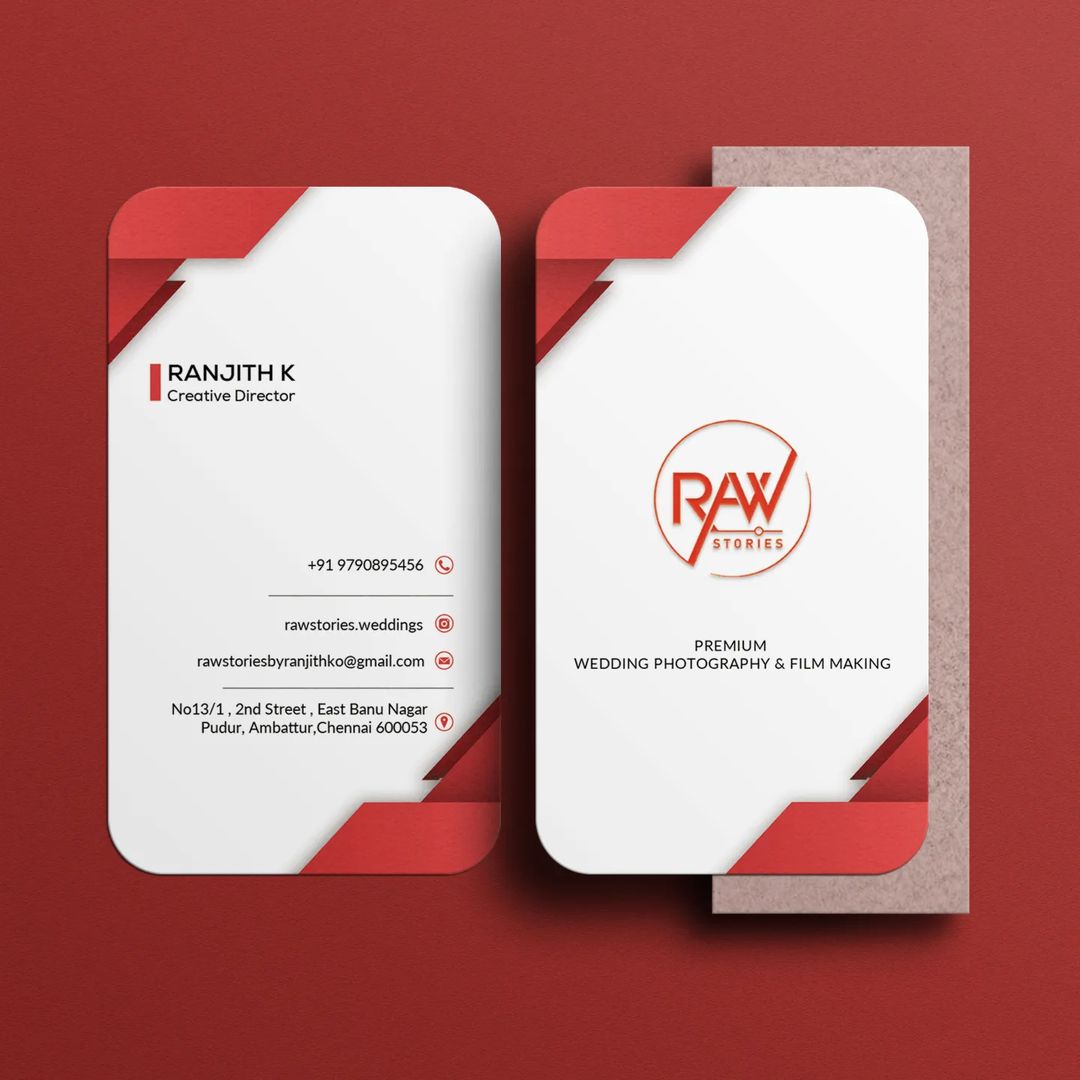 RANJITH K
Creative Director
+91 9790895456
rawstories.weddings
rawstoriesbyranjithko@gmail.com
No13/1 , 2nd Street , East Banu Nagar
Pudur, Ambattur,Chennai 600053
RAW
STORIES
PREMIUM
WEDDING PHOTOGRAPHY & FILM MAKING